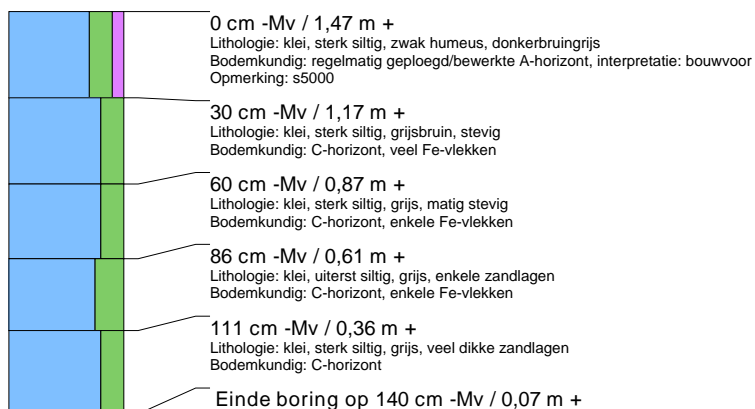 0 cm -Mv / 1,47 m +
Lithologie: klei, sterk siltig, zwak humeus, donkerbruingrijs
Bodemkundig: regelmatig geploegd/bewerkte A-horizont, interpretatie: bouwvoor
Opmerking: s5000
30 cm -Mv / 1,17 m +
Lithologie: klei, sterk siltig, grijsbruin, stevig
Bodemkundig: C-horizont, veel Fe-vlekken
60 cm -Mv / 0,87 m +
Lithologie: klei, sterk siltig, grijs, matig stevig
Bodemkundig: C-horizont, enkele Fe-vlekken
86 cm -Mv / 0,61 m +
Lithologie: klei, uiterst siltig, grijs, enkele zandlagen
Bodemkundig: C-horizont, enkele Fe-vlekken
111 cm -Mv / 0,36 m +
Lithologie: klei, sterk siltig, grijs, veel dikke zandlagen
Bodemkundig: C-horizont
Einde boring op 140 cm -Mv / 0,07 m +